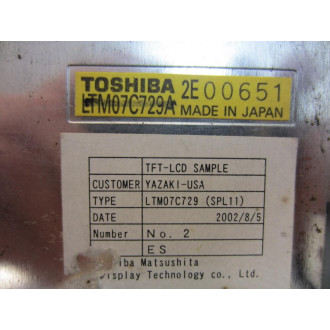 TOSHIBA 2E00651
LTM07C729A MADE IN JAPAN
TFT-LCD SAMPLE
CUSTOMER YAZAKI-USA
TYPE LTM07C729 (SPL11)
DATE 2002/8/5
Number No. 2
ES
iba Matsushita
Display Technology co., Ltd.